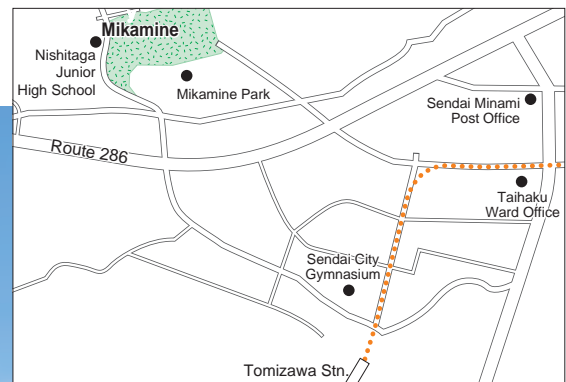 Mikamine
Nishitaga
Junior
High School
Mikamine Park
Sendai Minami
Post Office
Route 286
Taihaku
Ward Office
Sendai City
Gymnasium
Tomizawa Stn.